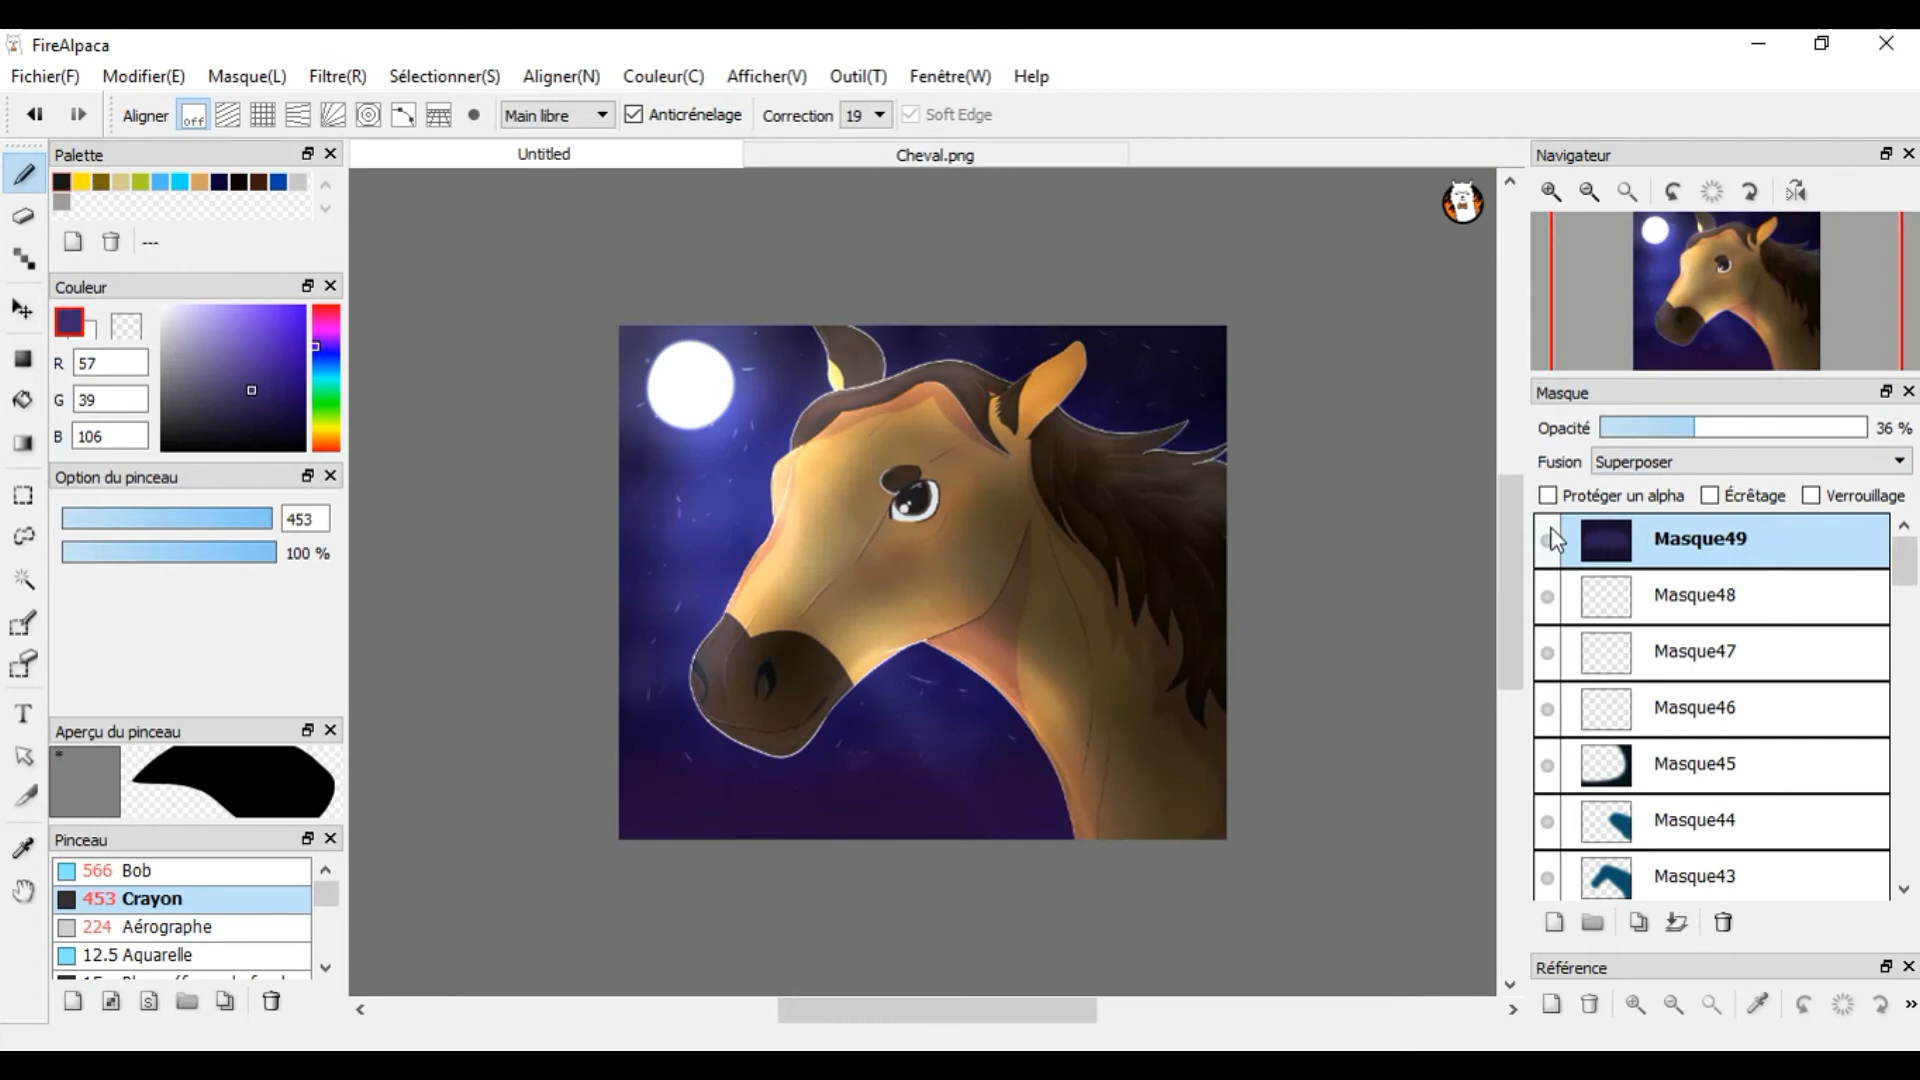 FireAlpaca
Fichier(F) Modifier(E) Masque(L) Filtre(R) Sélectionner(S) Aligner(N) Couleur(C) Afficher(V) Outil(T) Fenêtre(W) Help
Aligner off Main libre Anticrénelage Correction 19 Soft Edge
Palette
Untitled
Cheval.png
Navigateur
---
Couleur
R 57
G 39
B 106
Option du pinceau
453
100 %
Aperçu du pinceau
*
Pinceau
566 Bob
453 Crayon
224 Aérographe
12.5 Aquarelle
Masque
Opacité 36 %
Fusion Superposer
Protéger un alpha Écrêtage Verrouillage
Masque49
Masque48
Masque47
Masque46
Masque45
Masque44
Masque43
Référence